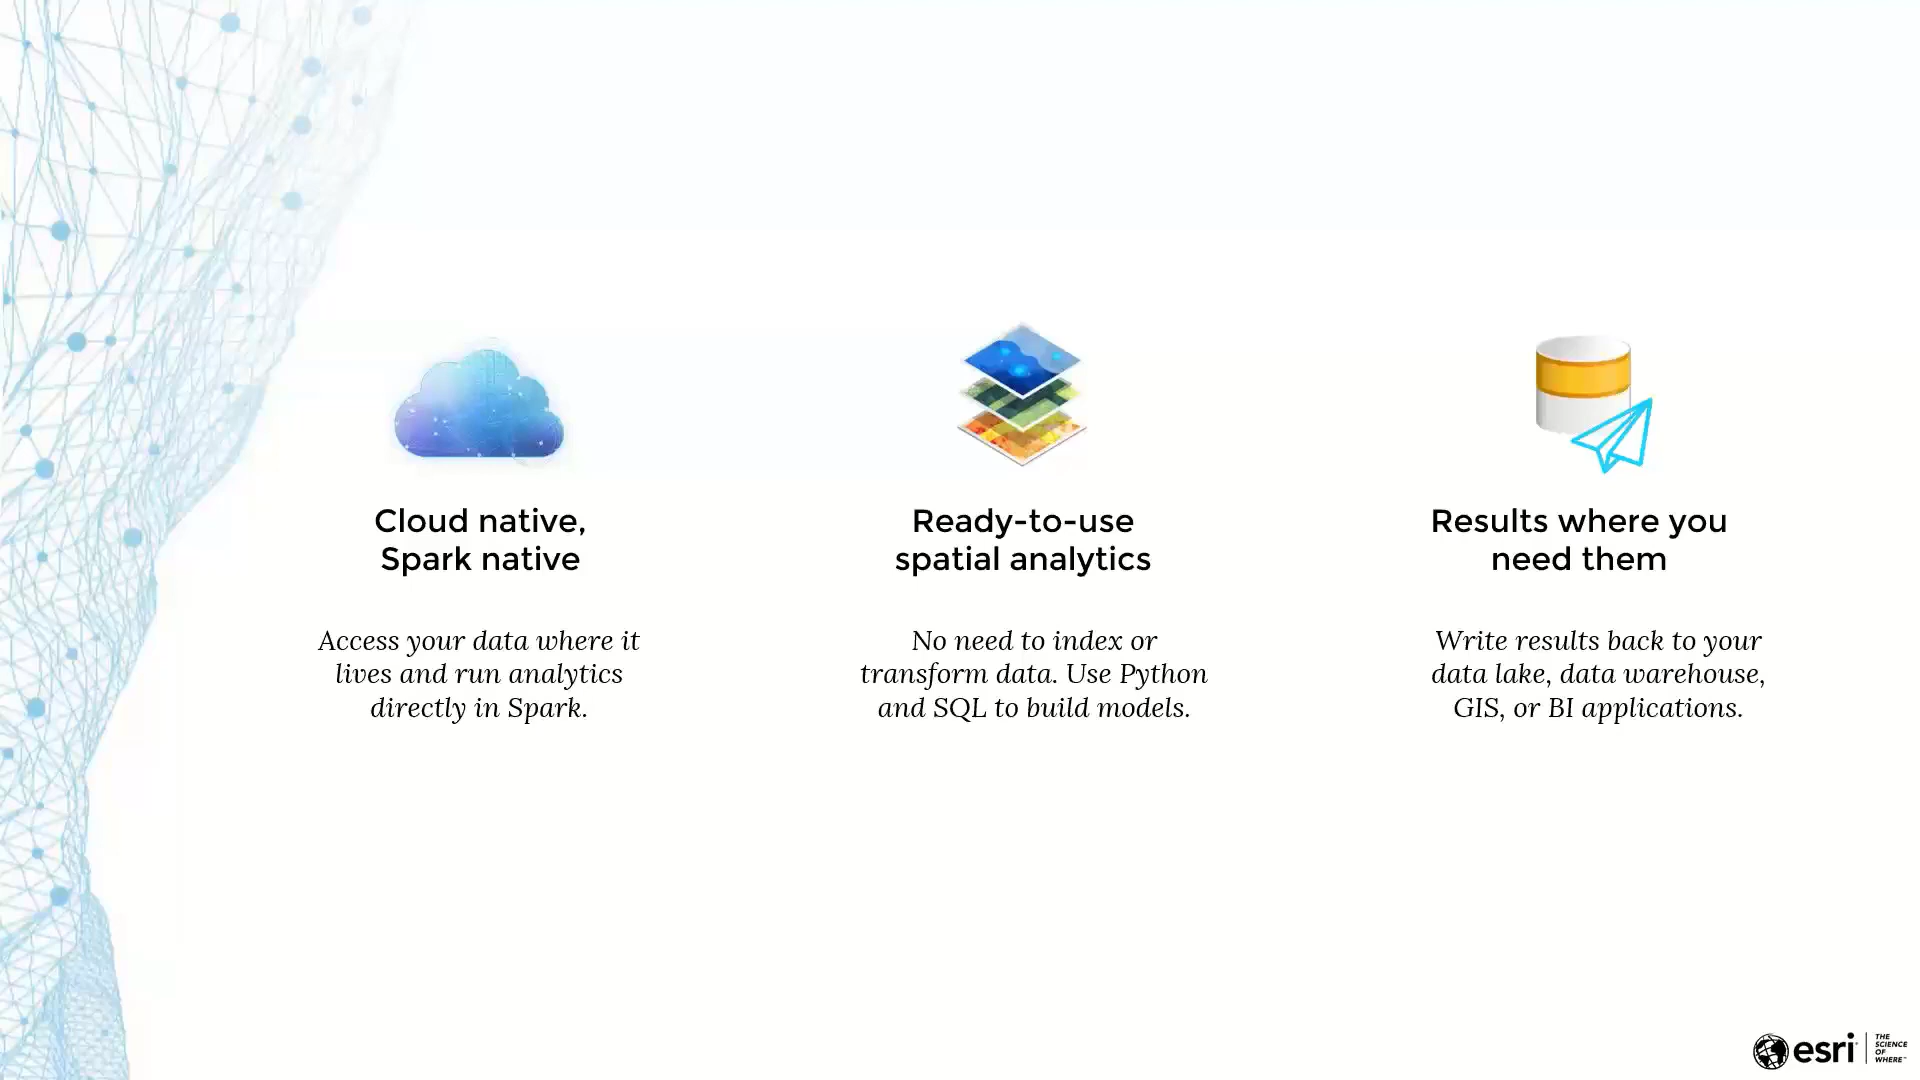 Cloud native,
Spark native
Access your data where it
lives and run analytics
directly in Spark.
Ready-to-use
spatial analytics
No need to index or
transform data. Use Python
and SQL to build models.
Results where you
need them
Write results back to your
data lake, data warehouse,
GIS, or BI applications.
esri
THE
SCIENCE
OF
WHERE™